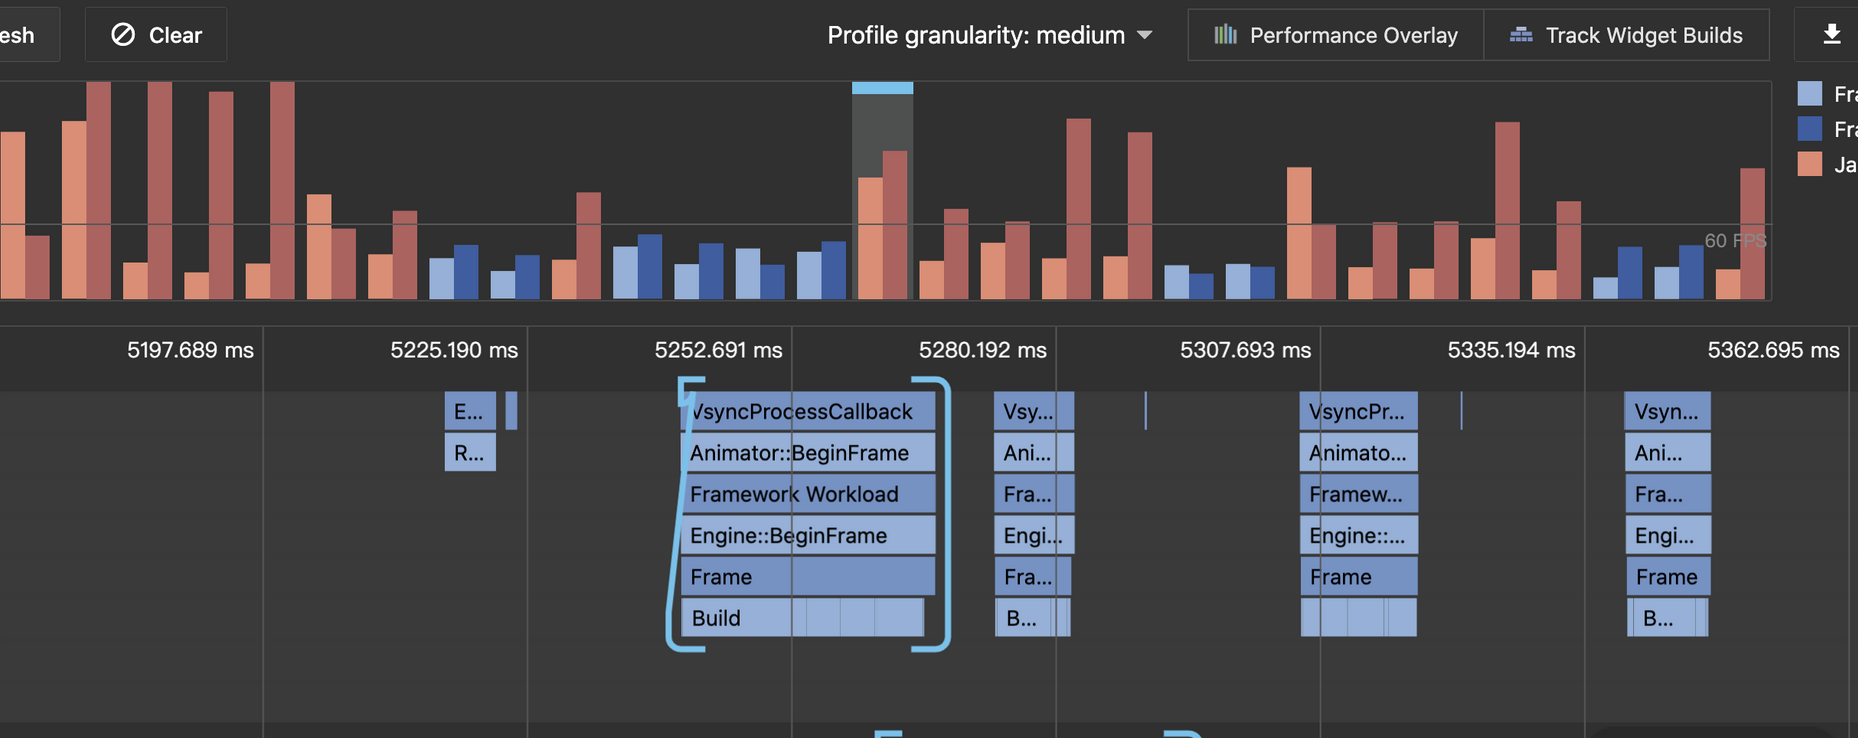 esh
Clear
Profile granularity: medium
Performance Overlay
Track Widget Builds
Fra
Fra
Ja
60 FPS
5197.689 ms
5225.190 ms
5252.691 ms
5280.192 ms
5307.693 ms
5335.194 ms
5362.695 ms
E...
VsyncProcessCallback
Vsy...
VsyncPr...
Vsyn...
R...
Animator::BeginFrame
Ani...
Animato...
Ani...
Framework Workload
Fra...
Framew...
Fra...
Engine::BeginFrame
Engi...
Engine::...
Engi...
Frame
Fra...
Frame
Frame
Build
B...
B...